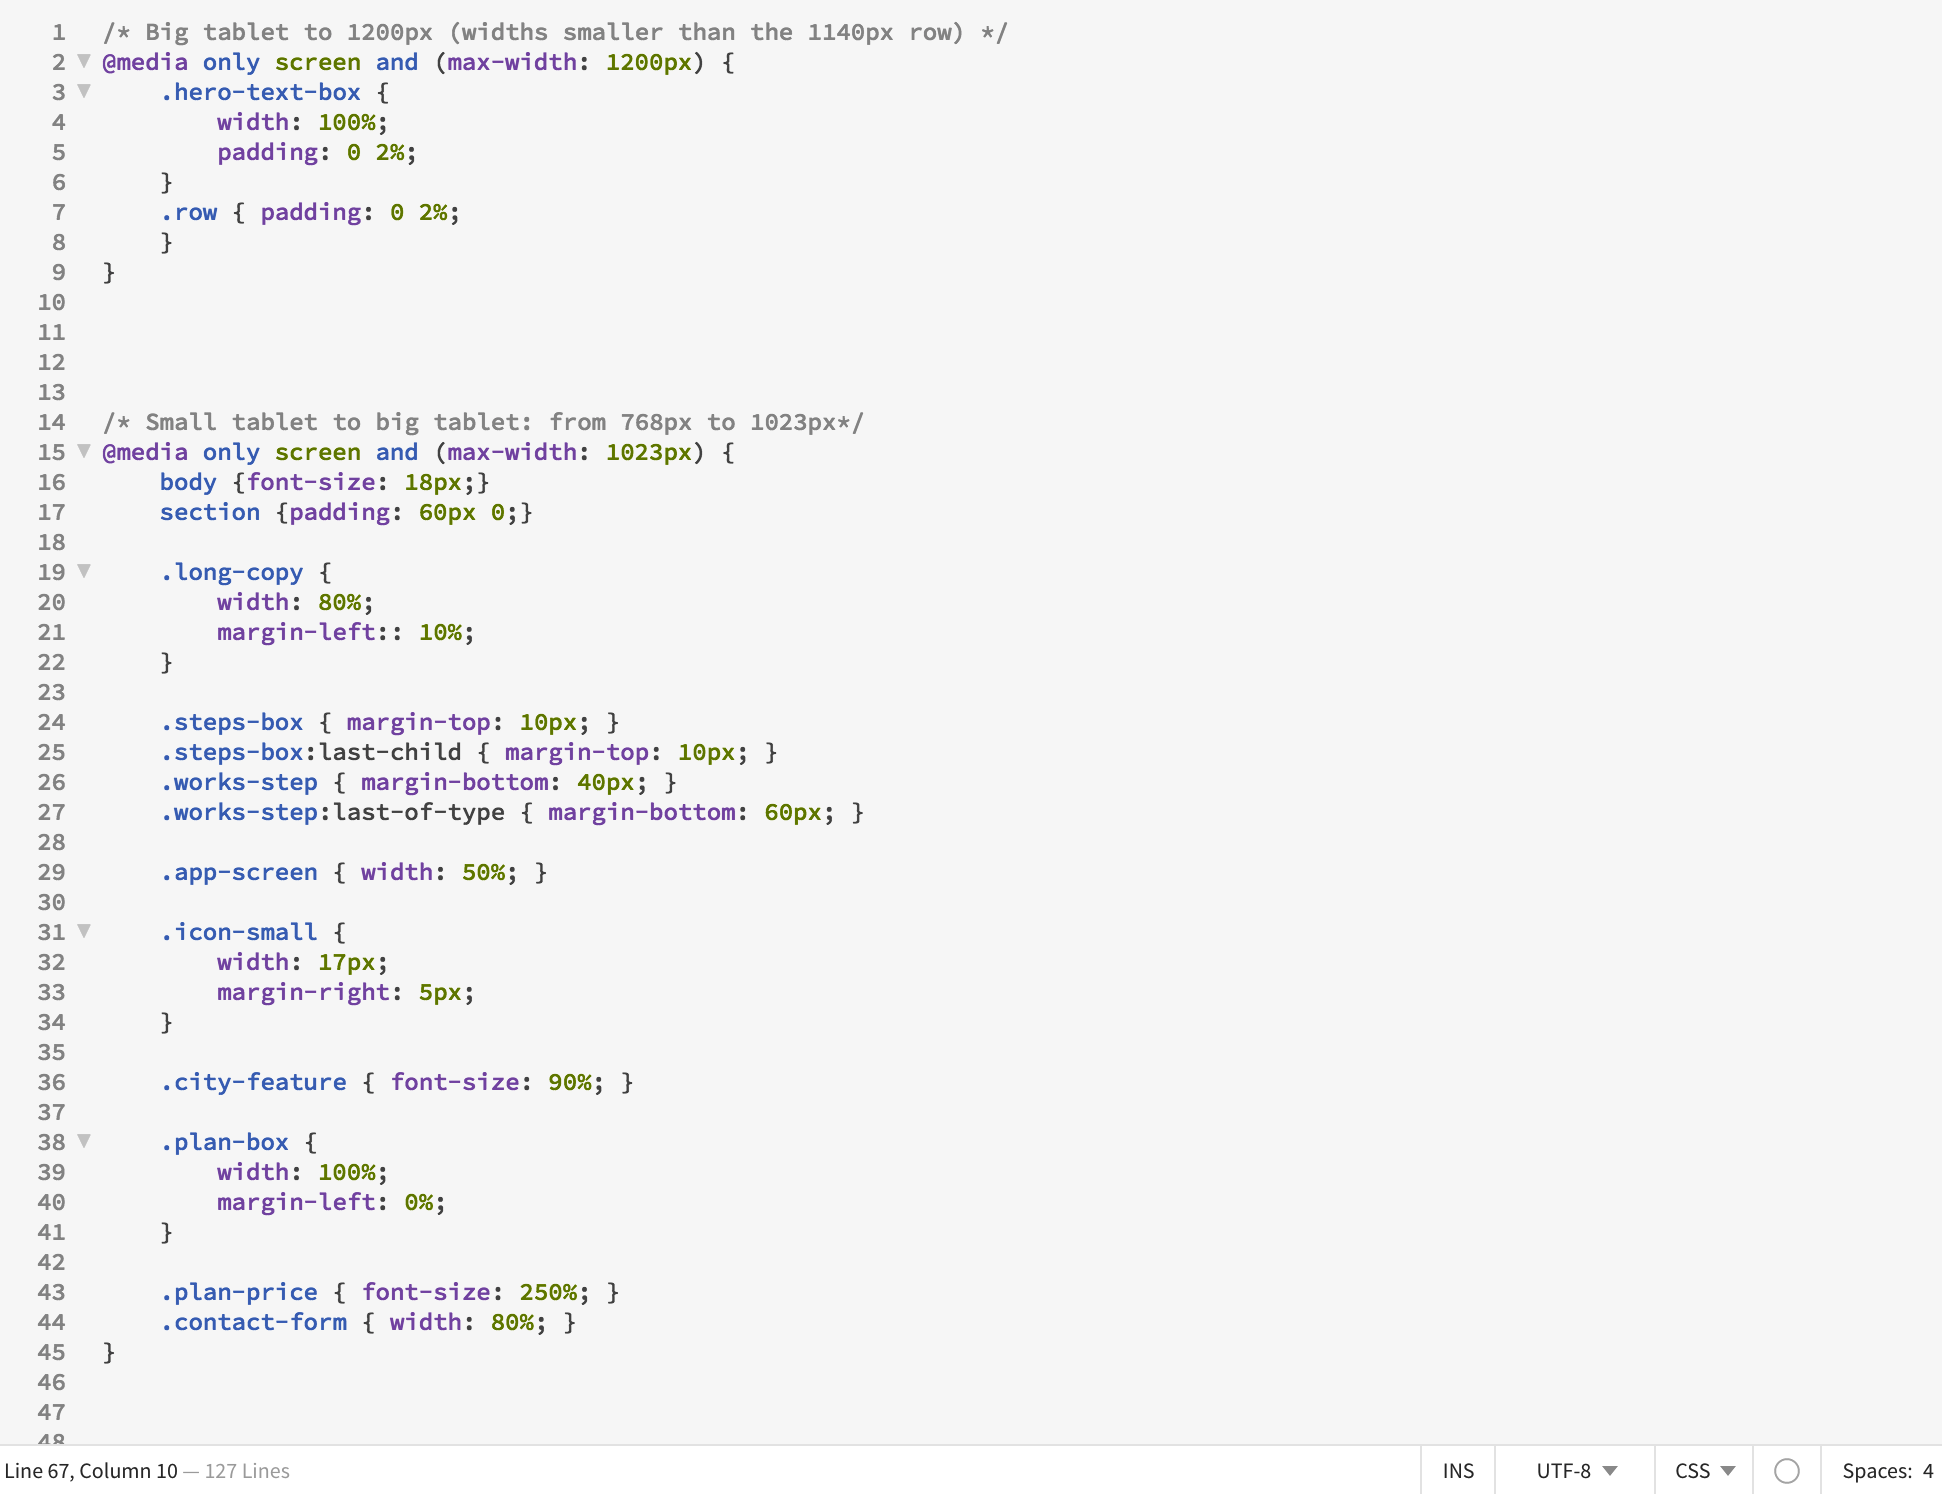 1 /* Big tablet to 1200px (widths smaller than the 1140px row) */
2 @media only screen and (max-width: 1200px) {
3     .hero-text-box {
4         width: 100%;
5         padding: 0 2%;
6     }
7     .row { padding: 0 2%;
8     }
9 }
10
11
12
13
14 /* Small tablet to big tablet: from 768px to 1023px*/
15 @media only screen and (max-width: 1023px) {
16     body {font-size: 18px;}
17     section {padding: 60px 0;}
18
19     .long-copy {
20         width: 80%;
21         margin-left:: 10%;
22     }
23
24     .steps-box { margin-top: 10px; }
25     .steps-box:last-child { margin-top: 10px; }
26     .works-step { margin-bottom: 40px; }
27     .works-step:last-of-type { margin-bottom: 60px; }
28
29     .app-screen { width: 50%; }
30
31     .icon-small {
32         width: 17px;
33         margin-right: 5px;
34     }
35
36     .city-feature { font-size: 90%; }
37
38     .plan-box {
39         width: 100%;
40         margin-left: 0%;
41     }
42
43     .plan-price { font-size: 250%; }
44     .contact-form { width: 80%; }
45 }
46
47
48
Line 67, Column 10 — 127 Lines INS UTF-8 CSS Spaces: 4